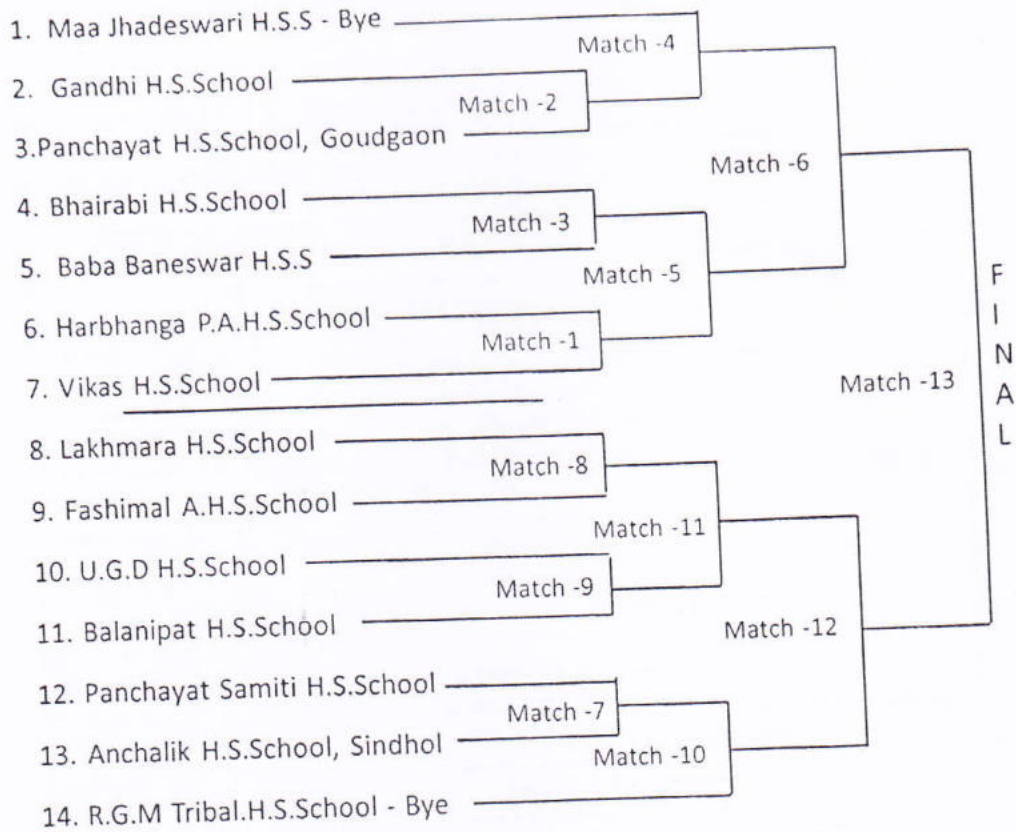 1. Maa Jhadeswari H.S.S - Bye
Match -4
2. Gandhi H.S.School
Match -2
3.Panchayat H.S.School, Goudgaon
Match -6
4. Bhairabi H.S.School
Match -3
5. Baba Baneswar H.S.S
Match -5
6. Harbhanga P.A.H.S.School
Match -1
7. Vikas H.S.School
Match -13
FINAL
8. Lakhmara H.S.School
Match -8
9. Fashimal A.H.S.School
Match -11
10. U.G.D H.S.School
Match -9
11. Balanipat H.S.School
Match -12
12. Panchayat Samiti H.S.School
Match -7
13. Anchalik H.S.School, Sindhol
Match -10
14. R.G.M Tribal.H.S.School - Bye